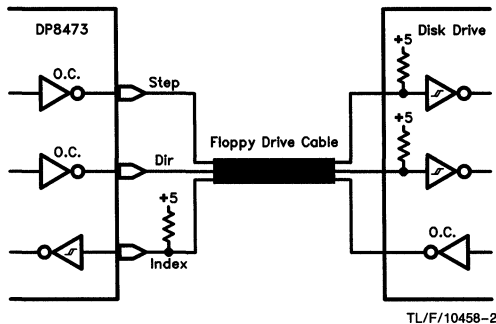 DP8473
Disk Drive
+5
O.C.
Step
Floppy Drive Cable
+5
O.C.
Dir
+5
O.C.
Index
TL/F/10458-2